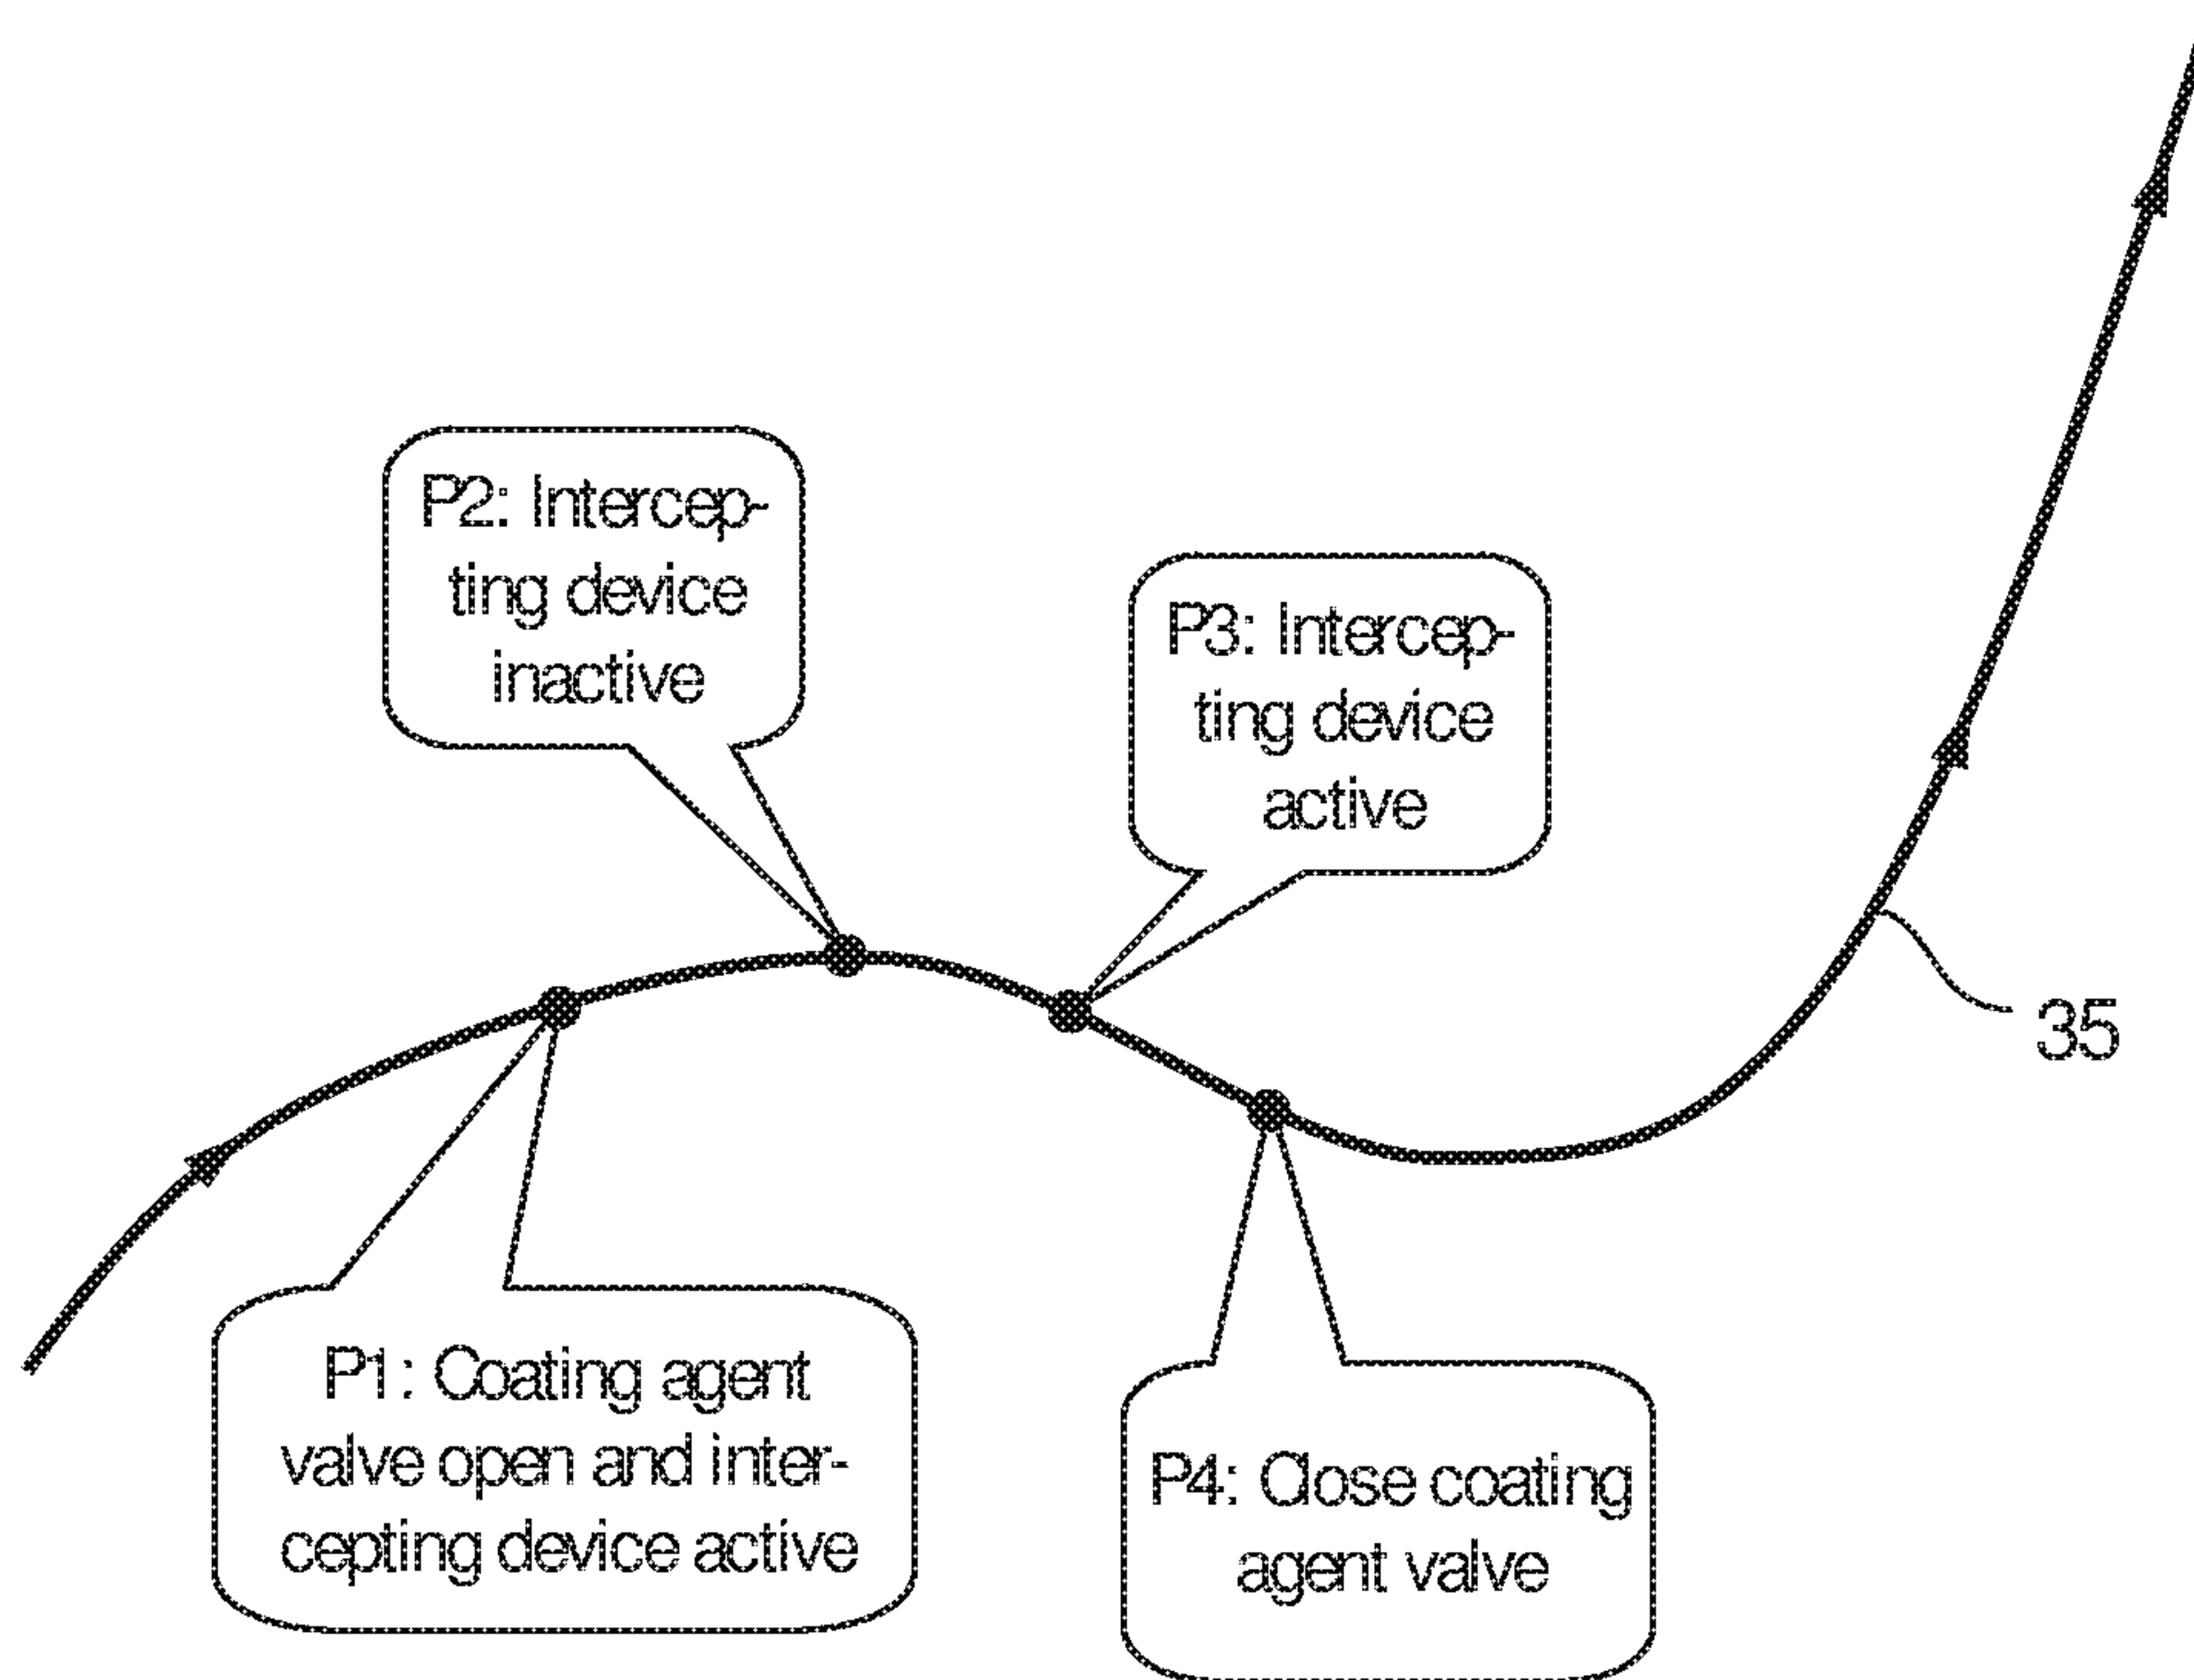 P2: Intercep-
ting device
inactive
P3: Intercep-
ting device
active
35
P1: Coating agent
valve open and inter-
cepting device active
P4: Close coating
agent valve